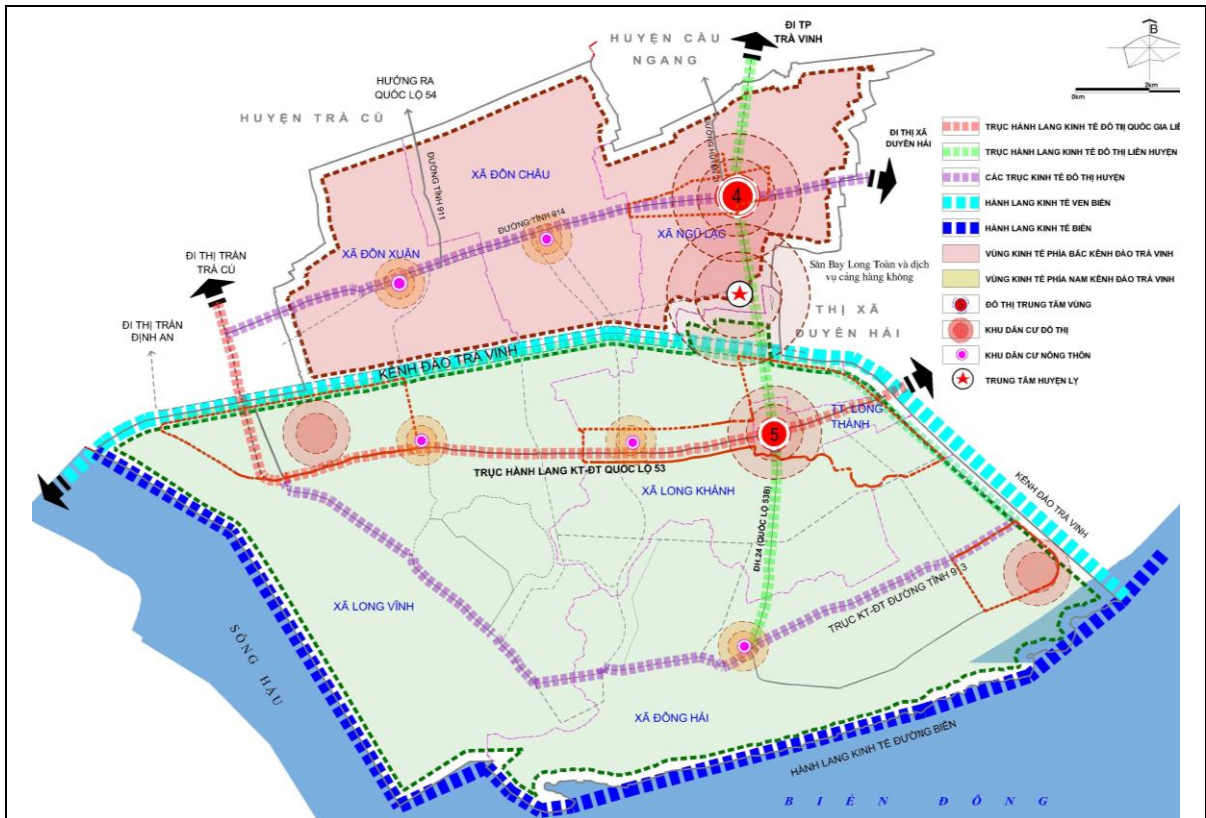 ĐI TP
TRÀ VINH
HUYỆN CẦU
NGANG
B
0km
2km
HƯỚNG RA
QUỐC LỘ 54
HUYỆN TRÀ CÚ
ĐƯỜNG TỈNH 911
ĐI THỊ XÃ
DUYÊN HẢI
XÃ ĐÔN CHÂU
4
ĐƯỜNG TỈNH 914
XÃ NGŨ LẠC
XÃ ĐÔN XUÂN
ĐI THỊ TRẤN
TRÀ CÚ
Sân Bay Long Toàn và dịch
vụ cảng hàng không
THỊ XÃ
DUYÊN HẢI
ĐI THỊ TRẤN
ĐỊNH AN
KÊNH ĐÀO TRÀ VINH
TT. LONG
THÀNH
5
TRỤC HÀNH LANG KT-ĐT QUỐC LỘ 53
XÃ LONG KHÁNH
KÊNH ĐÀO TRÀ VINH
ĐH.24 (QUỐC LỘ 53B)
TRỤC KT-ĐT ĐƯỜNG TỈNH 913
XÃ LONG VĨNH
SÔNG HẬU
XÃ ĐÔNG HẢI
HÀNH LANG KINH TẾ ĐƯỜNG BIỂN
BIỂN ĐÔNG
TRỤC HÀNH LANG KINH TẾ ĐÔ THỊ QUỐC GIA
TRỤC HÀNH LANG KINH TẾ ĐÔ THỊ LIÊN HUYỆN
CÁC TRỤC KINH TẾ ĐÔ THỊ HUYỆN
HÀNH LANG KINH TẾ VEN BIỂN
HÀNH LANG KINH TẾ BIỂN
VÙNG KINH TẾ PHÍA BẮC KÊNH ĐÀO TRÀ VINH
VÙNG KINH TẾ PHÍA NAM KÊNH ĐÀO TRÀ VINH
ĐÔ THỊ TRUNG TÂM VÙNG
KHU DÂN CƯ ĐÔ THỊ
KHU DÂN CƯ NÔNG THÔN
TRUNG TÂM HUYỆN LỴ